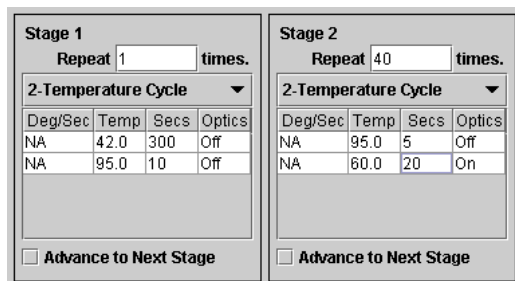 Stage 1
Repeat 1 times.
2-Temperature Cycle
Deg/Sec Temp Secs Optics
NA 42.0 300 Off
NA 95.0 10 Off
Advance to Next Stage
Stage 2
Repeat 40 times.
2-Temperature Cycle
Deg/Sec Temp Secs Optics
NA 95.0 5 Off
NA 60.0 20 On
Advance to Next Stage